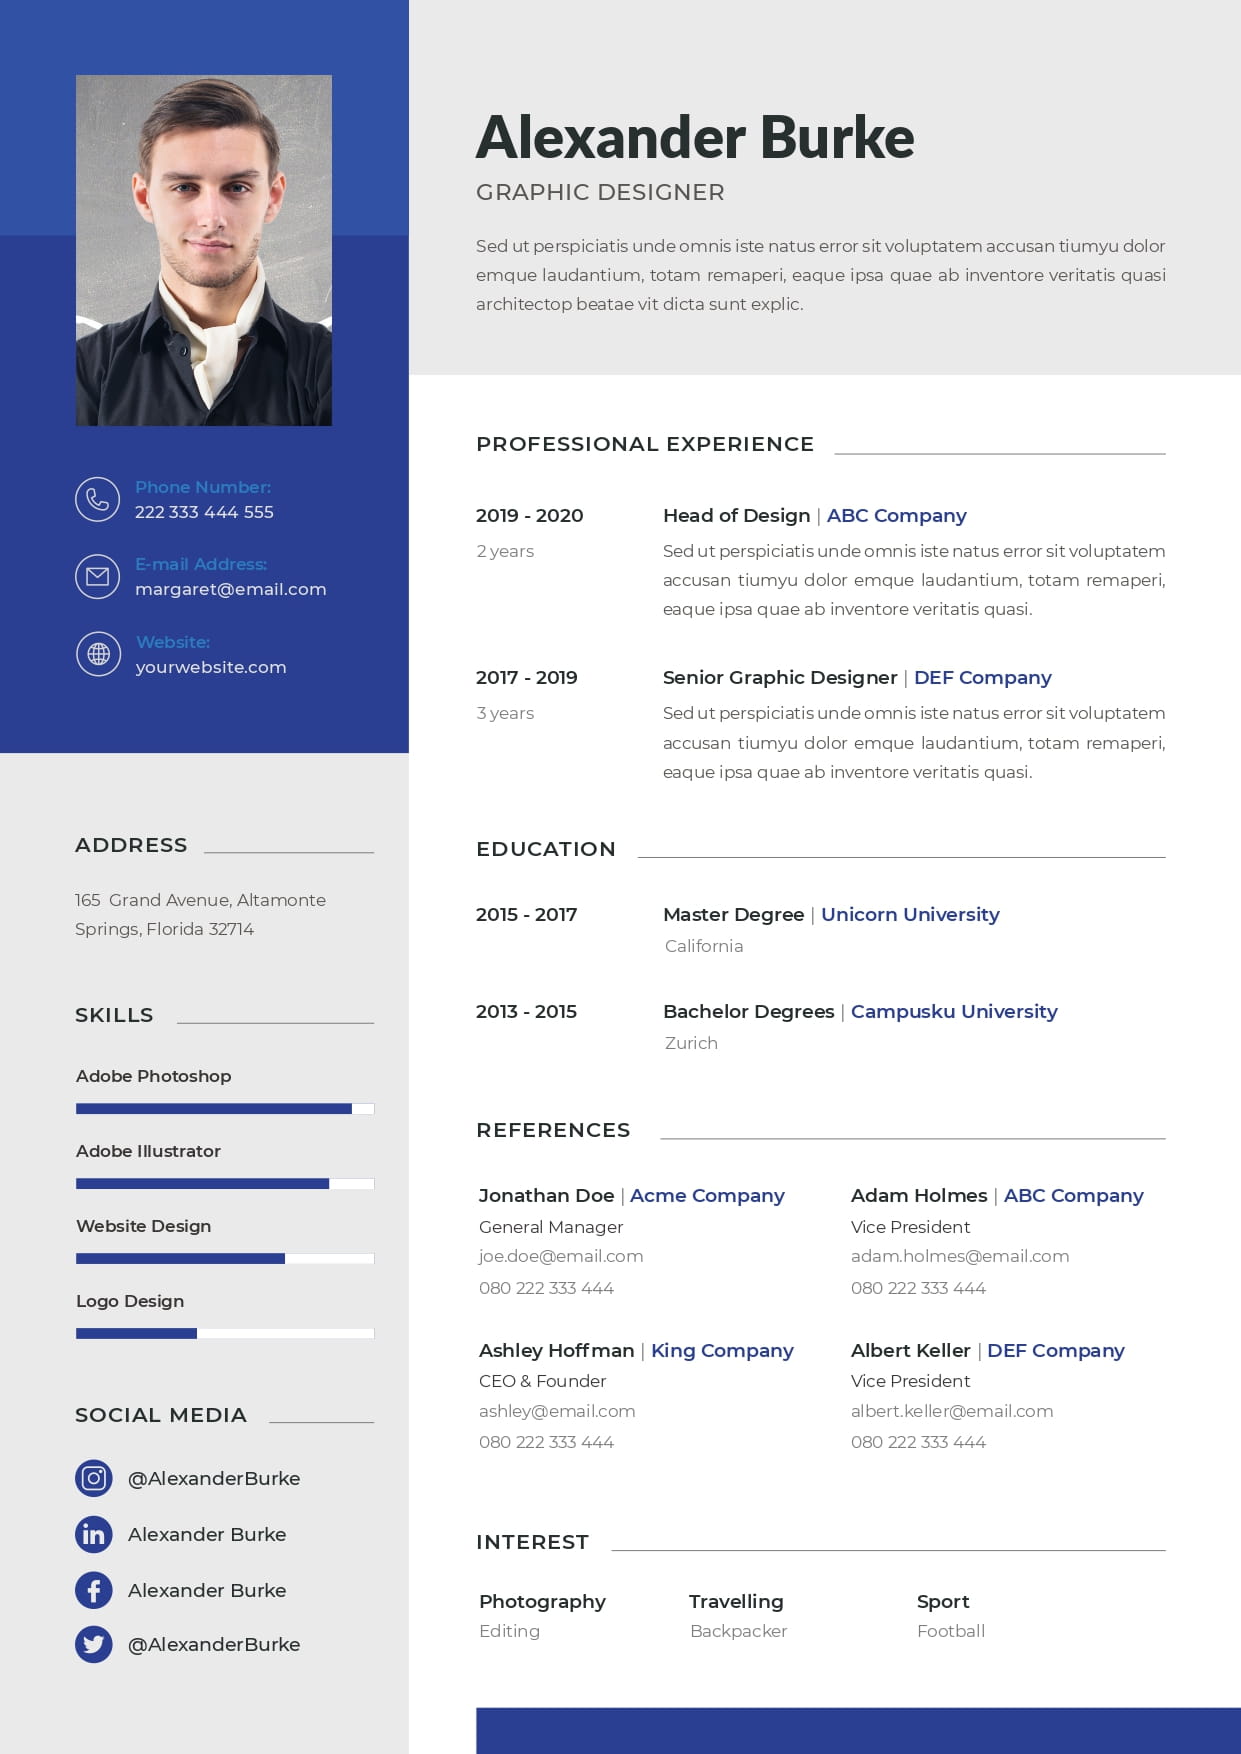 Alexander Burke
GRAPHIC DESIGNER
Sed ut perspiciatis unde omnis iste natus error sit voluptatem accusan tiumyu dolor
emque laudantium, totam remaperi, eaque ipsa quae ab inventore veritatis quasi
architectop beatae vit dicta sunt explic.
Phone Number:
222 333 444 555
E-mail Address:
margaret@email.com
Website:
yourwebsite.com
ADDRESS
165 Grand Avenue, Altamonte
Springs, Florida 32714
SKILLS
Adobe Photoshop
Adobe Illustrator
Website Design
Logo Design
SOCIAL MEDIA
@AlexanderBurke
in
Alexander Burke
f
Alexander Burke
@AlexanderBurke
PROFESSIONAL EXPERIENCE
2019 - 2020
2 years
Head of Design | ABC Company
Sed ut perspiciatis unde omnis iste natus error sit voluptatem
accusan tiumyu dolor emque laudantium, totam remaperi,
eaque ipsa quae ab inventore veritatis quasi.
2017 - 2019
3 years
Senior Graphic Designer | DEF Company
Sed ut perspiciatis unde omnis iste natus error sit voluptatem
accusan tiumyu dolor emque laudantium, totam remaperi,
eaque ipsa quae ab inventore veritatis quasi.
EDUCATION
2015 - 2017
Master Degree | Unicorn University
California
2013 - 2015
Bachelor Degrees | Campusku University
Zurich
REFERENCES
Jonathan Doe | Acme Company
General Manager
joe.doe@email.com
080 222 333 444
Adam Holmes | ABC Company
Vice President
adam.holmes@email.com
080 222 333 444
Ashley Hoffman | King Company
CEO & Founder
ashley@email.com
080 222 333 444
Albert Keller | DEF Company
Vice President
albert.keller@email.com
080 222 333 444
INTEREST
Photography
Editing
Travelling
Backpacker
Sport
Football